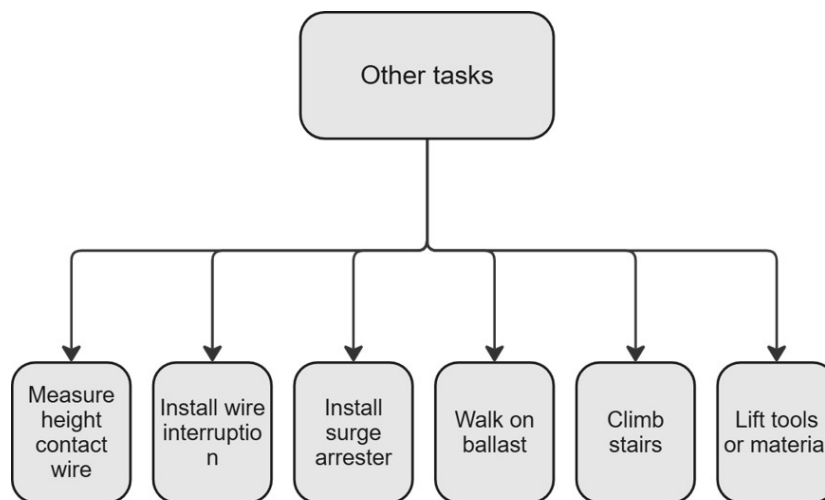 Other tasks
Measure
height
contact
wire
Install wire
interruptio
n
Install
surge
arrester
Walk on
ballast
Climb
stairs
Lift tools
or materia